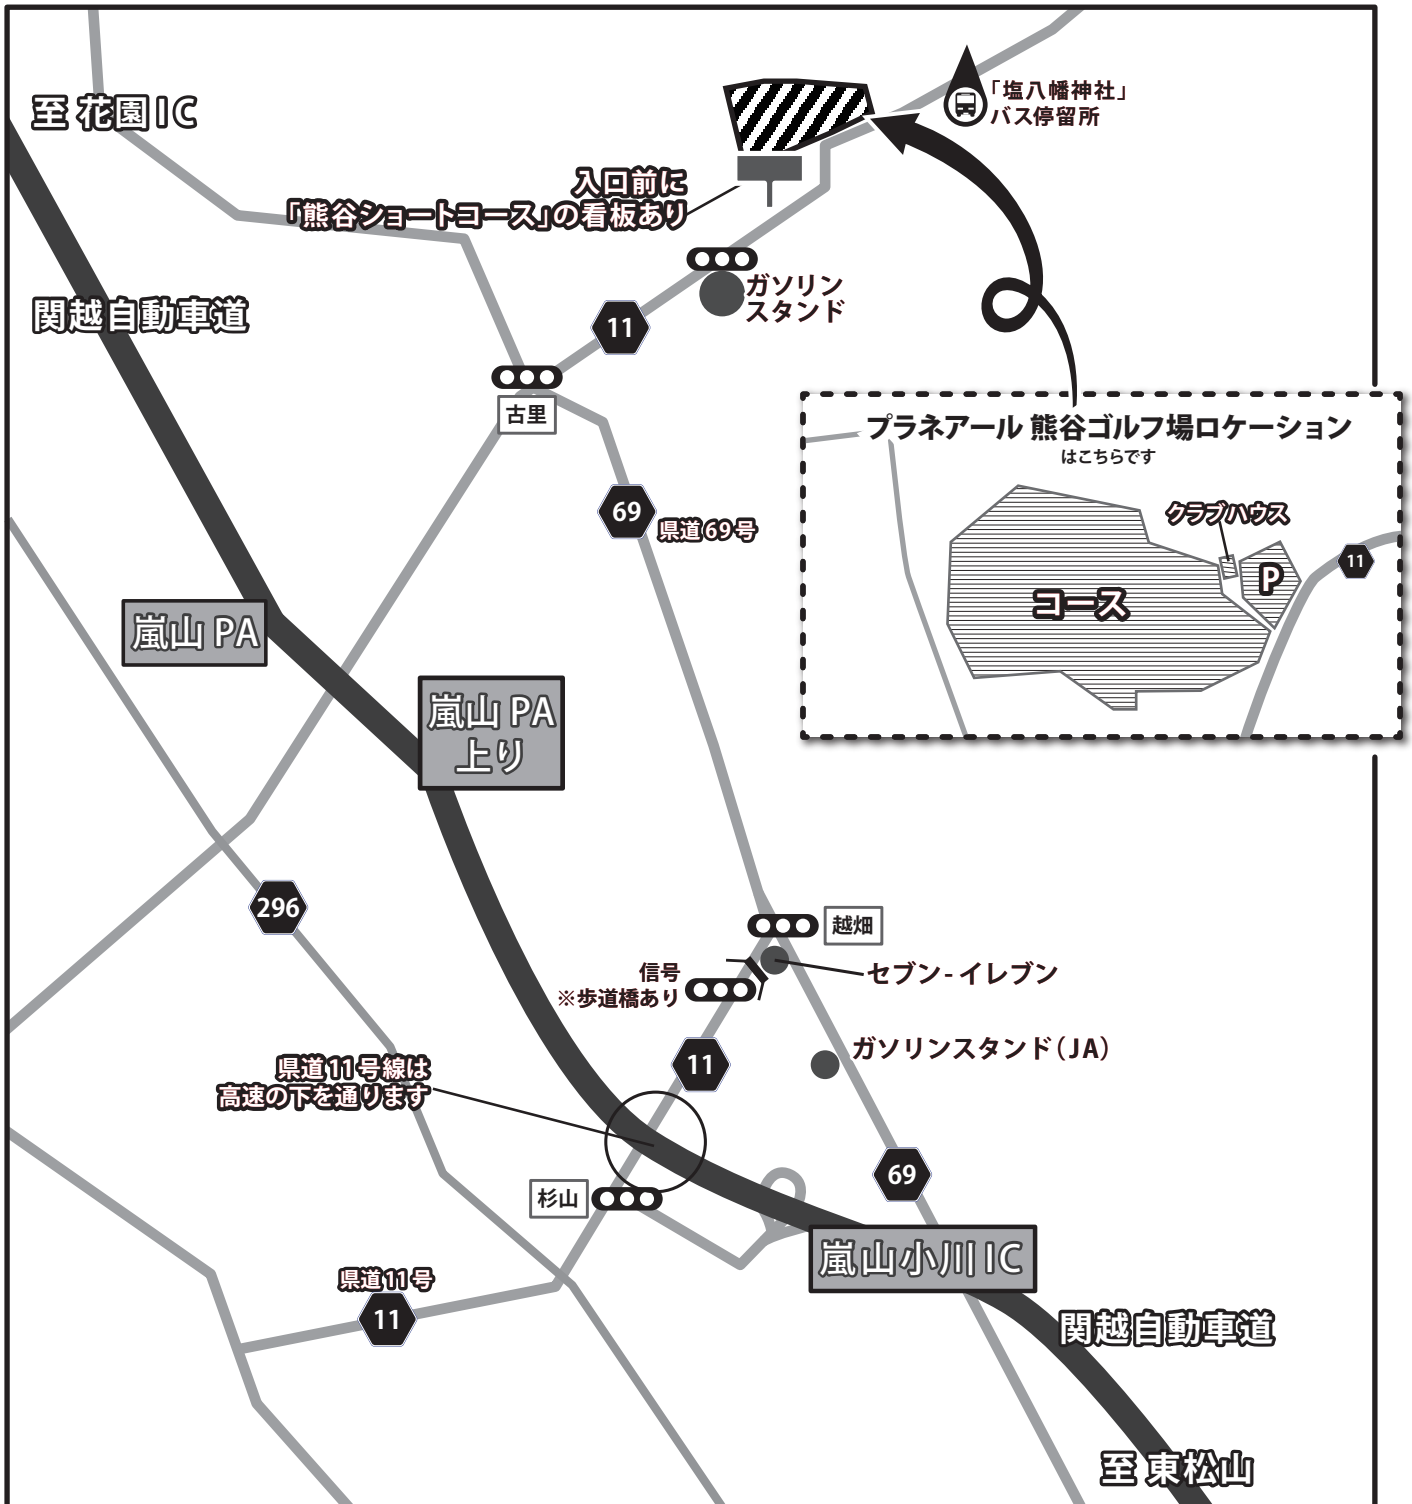 至 花園IC
「塩八幡神社」
バス停留所
入口前に
「熊谷ショートコース」の看板あり
ガソリン
スタンド
関越自動車道
11
古里
プラネアール 熊谷ゴルフ場ロケーション
はこちらです
クラブハウス
P
11
コース
69
県道69号
嵐山 PA
嵐山 PA
上り
296
越畑
セブン-イレブン
信号
※歩道橋あり
11
ガソリンスタンド(JA)
県道11号線は
高速の下を通ります
69
杉山
嵐山小川IC
県道11号
11
関越自動車道
至 東松山